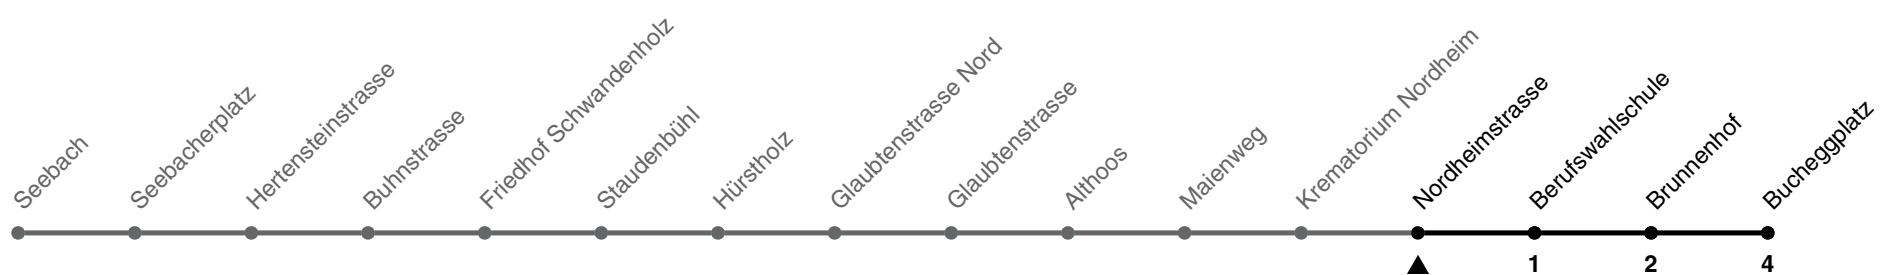 Seebach
Seebacherplatz
Hertensteinstrasse
Buhnstrasse
Friedhof Schwandenholz
Staudenbühl
Hürstholz
Glaubtenstrasse Nord
Glaubtenstrasse
Althoos
Maienweg
Krematorium Nordheim
Nordheimstrasse
Berufswahlschule
Brunnenhof
Bucheggplatz
1 2 4